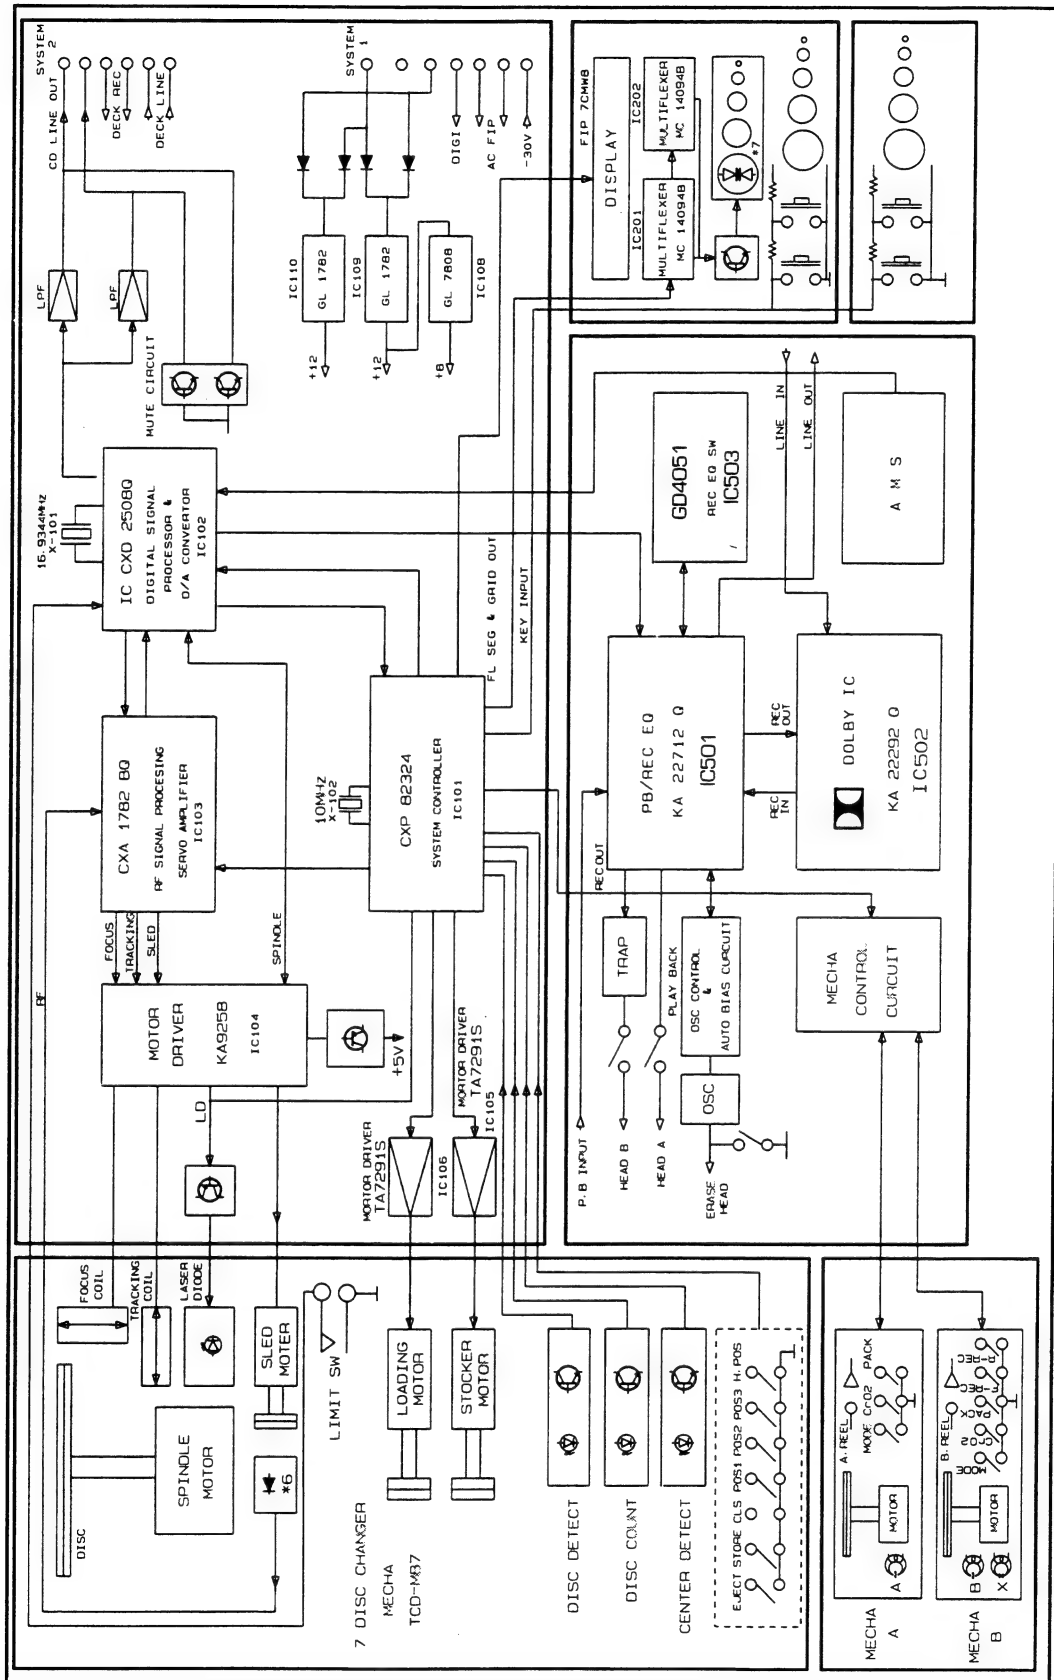 DISC
SPINDLE
MOTOR
*6
FOCUS
COIL
TRACKING
COIL
LASER
DIODE
SLED
MOTER
LIMIT SW
7 DISC CHANGER
MECHA
TCD-MB7
LOADING
MOTOR
STOCKER
MOTOR
DISC DETECT
DISC COUNT
CENTER DETECT
EJECT STORE CLS POS1 POS2 POS3 H.POS
RF
MOTOR
DRIVER
KA9258
IC104
FOCUS
TRACKING
SLED
SPINDLE
LD
+5V
MORTOR DRIVER
TA7291S
IC106
MORTOR DRIVER
TA7291S
IC105
CXA 1782 BQ
RF SIGNAL PROCESING
SERVO AMPLIFIER
IC103
16.9344MHZ
X-101
IC CXD 2508Q
DIGITAL SIGNAL
PROCESSOR &
D/A CONVERTOR
IC102
10MHZ
X-102
CXP 82324
SYSTEM CONTROLLER
IC101
FL SEG & GRID OUT
KEY INPUT
MUTE CIRCUIT
LPF
LPF
SYSTEM
2
CD LINE OUT
DECK REC
DECK LINE
IC110
GL 1782
+12
IC109
GL 1782
+12
GL 7808
IC108
+8
SYSTEM
1
DIGI
AC FIP
-30V
FIP 7CMW8
DISPLAY
IC201
MULTIFLEXER
MC 14094B
IC202
MULTIFLEXER
MC 14094B
*7
P.B INPUT
HEAD B
HEAD A
ERASE
HEAD
TRAP
REC OUT
PLAY BACK
OSC CONTROL
&
AUTO BIAS CURCUIT
OSC
PB/REC EQ
KA 22712 Q
IC501
GD4051
REC EQ SW
IC503
REC
IN
REC
OUT
DOLBY IC
KA 22292 Q
IC502
LINE IN
LINE OUT
A M S
MECHA
CONTROL
CURCUIT
MECHA
A
A.REEL
PACK
MODE CrO2
MOTOR
A
MECHA
B
B.REEL
MODE
CrO2
PACK
MOTOR
B
X